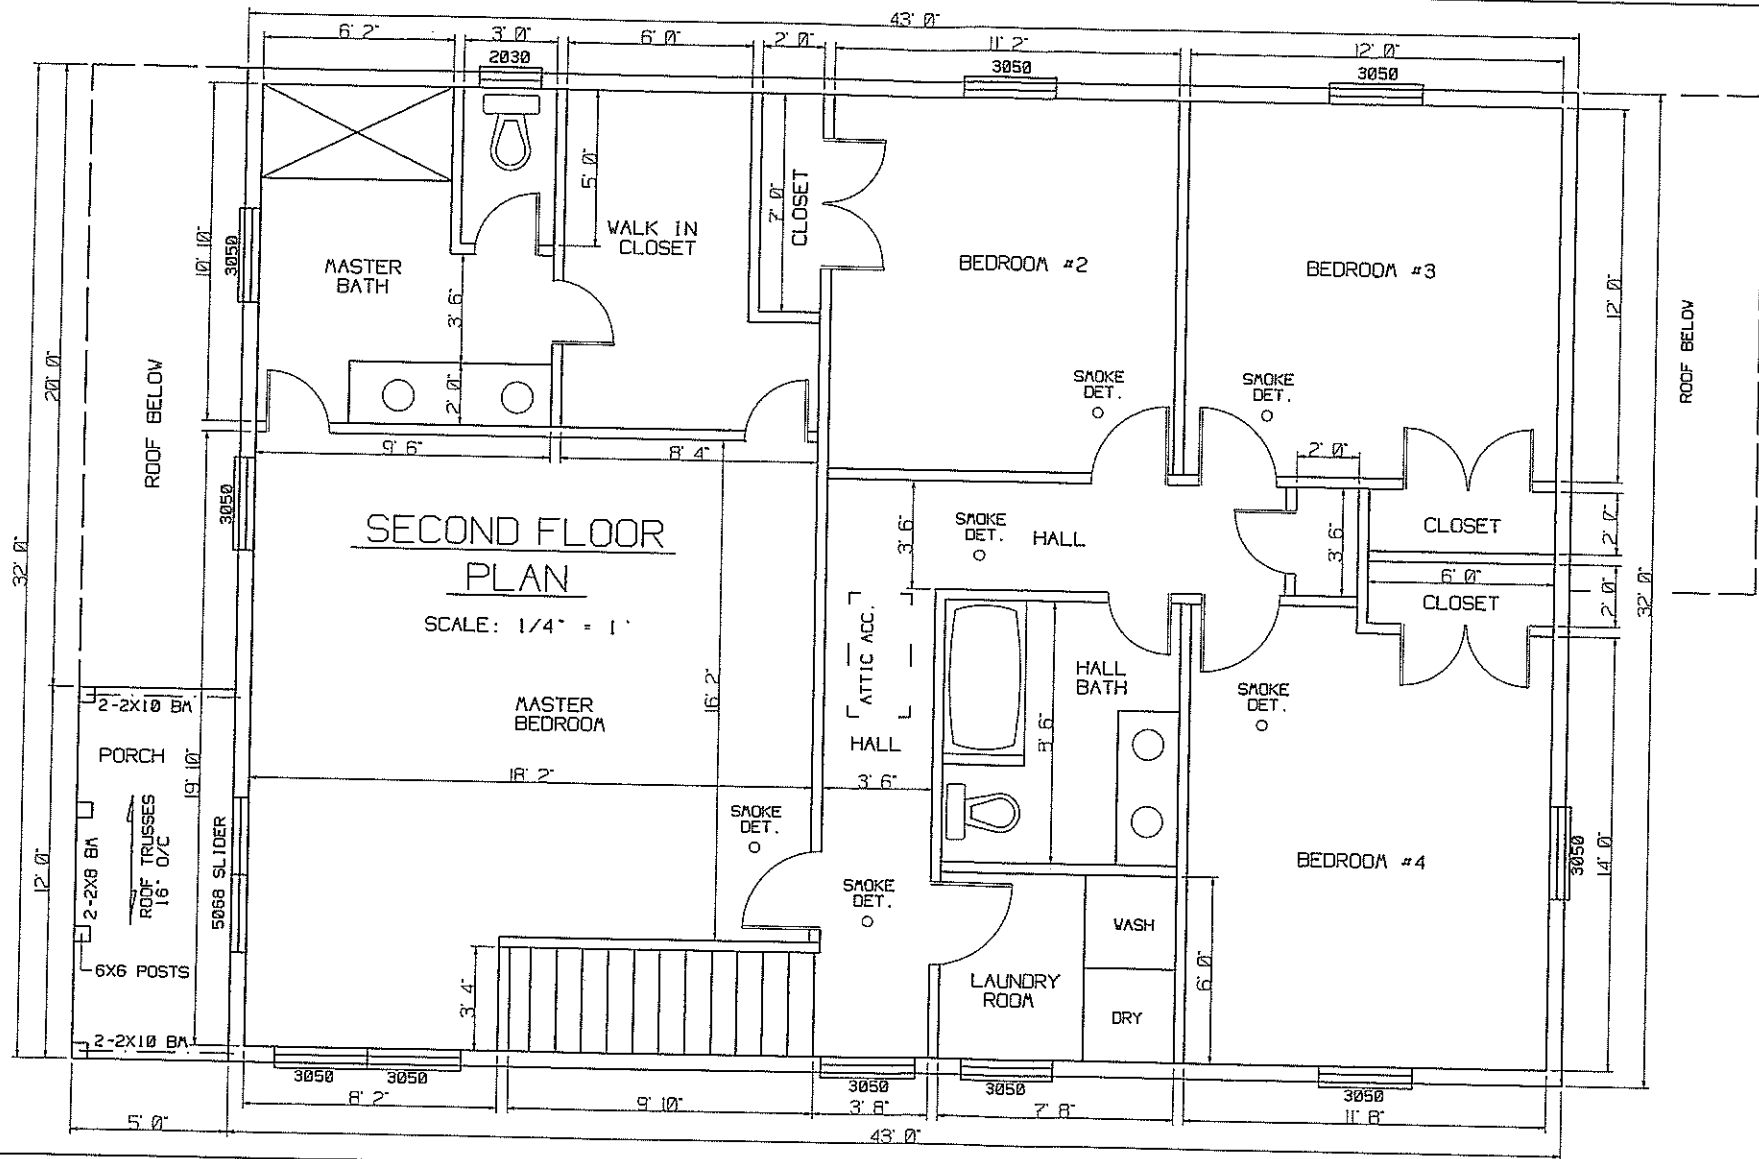 43' 0"
6' 2"
3' 0"
6' 0"
2' 0"
11' 2"
12' 0"
2030
3050
3050
5' 0"
7' 0"
CLOSET
WALK IN
CLOSET
10' 10"
3050
MASTER
BATH
BEDROOM #2
BEDROOM #3
12' 0"
3' 6"
2' 0"
20' 0"
ROOF BELOW
ROOF BELOW
SMOKE
DET.
SMOKE
DET.
9' 6"
8' 4"
2' 0"
3050
SECOND FLOOR
PLAN
SCALE: 1/4" = 1'
32' 0"
3' 6"
SMOKE
DET.
HALL
3' 6"
CLOSET
2' 0"
6' 0"
CLOSET
2' 0"
32' 0"
ATTIC ACC.
HALL
BATH
16' 2"
SMOKE
DET.
2-2X10 BM
MASTER
BEDROOM
PORCH
HALL
3' 6"
19' 10"
18' 2"
3' 6"
ROOF TRUSSES
16" O/C
2-2X8 BM
12' 0"
5068 SLIDER
SMOKE
DET.
SMOKE
DET.
BEDROOM #4
3050
14' 0"
6X6 POSTS
WASH
3' 4"
LAUNDRY
ROOM
6' 0"
DRY
2-2X10 BM
3050
3050
3050
3050
3050
8' 2"
9' 10"
3' 8"
7' 8"
11' 8"
5' 0"
43' 0"